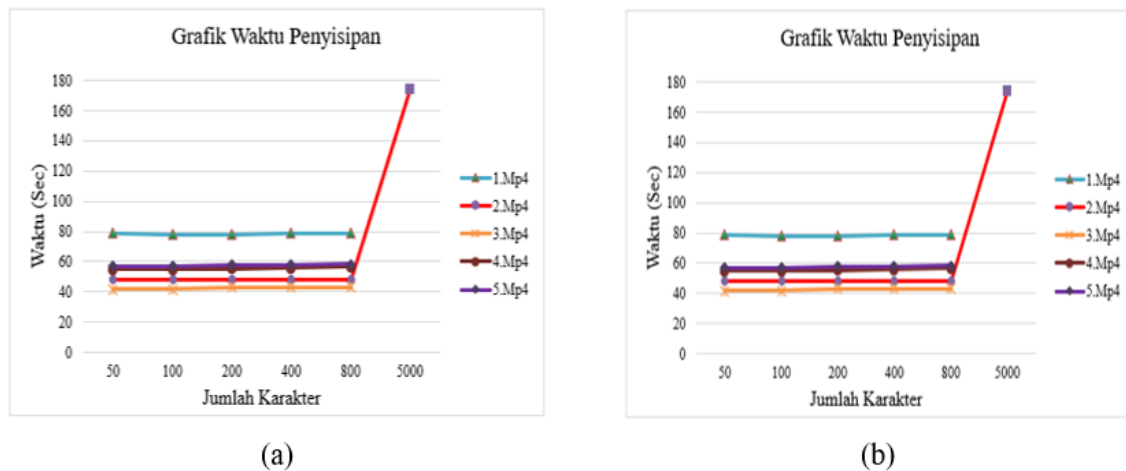 Grafik Waktu Penyisipan
180
160
140
120
100
80
60
40
20
0
Waktu (Sec)
50 100 200 400 800 5000
Jumlah Karakter
1.Mp4
2.Mp4
3.Mp4
4.Mp4
5.Mp4
(a)
Grafik Waktu Penyisipan
180
160
140
120
100
80
60
40
20
0
Waktu (Sec)
50 100 200 400 800 5000
Jumlah Karakter
1.Mp4
2.Mp4
3.Mp4
4.Mp4
5.Mp4
(b)